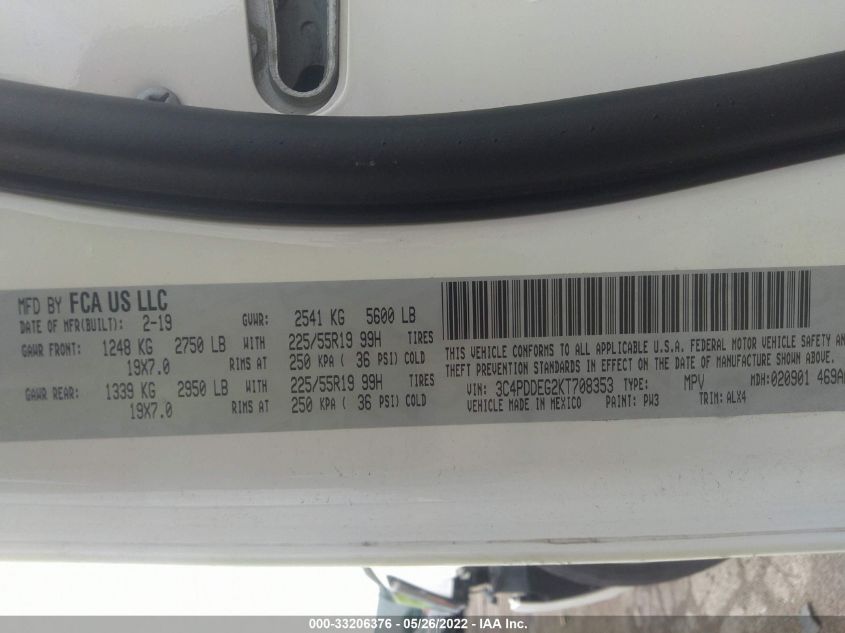 MFD BY FCA US LLC
DATE OF MFR(BUILT): 2-19 GVWR: 2541 KG 5600 LB
GAWR FRONT: 1248 KG 2750 LB WITH 225/55R19 99H TIRES
19X7.0 RIMS AT 250 KPA ( 36 PSI) COLD
GAWR REAR: 1339 KG 2950 LB WITH 225/55R19 99H TIRES
19X7.0 RIMS AT 250 KPA ( 36 PSI) COLD
THIS VEHICLE CONFORMS TO ALL APPLICABLE U.S.A. FEDERAL MOTOR VEHICLE SAFETY AND
THEFT PREVENTION STANDARDS IN EFFECT ON THE DATE OF MANUFACTURE SHOWN ABOVE.
VIN: 3C4PDDEG2KT708353 TYPE: MPV MDH:020901 469A
VEHICLE MADE IN MEXICO PAINT: PW3 TRIM: ALX4
000-33206376 - 05/26/2022 - IAA Inc.